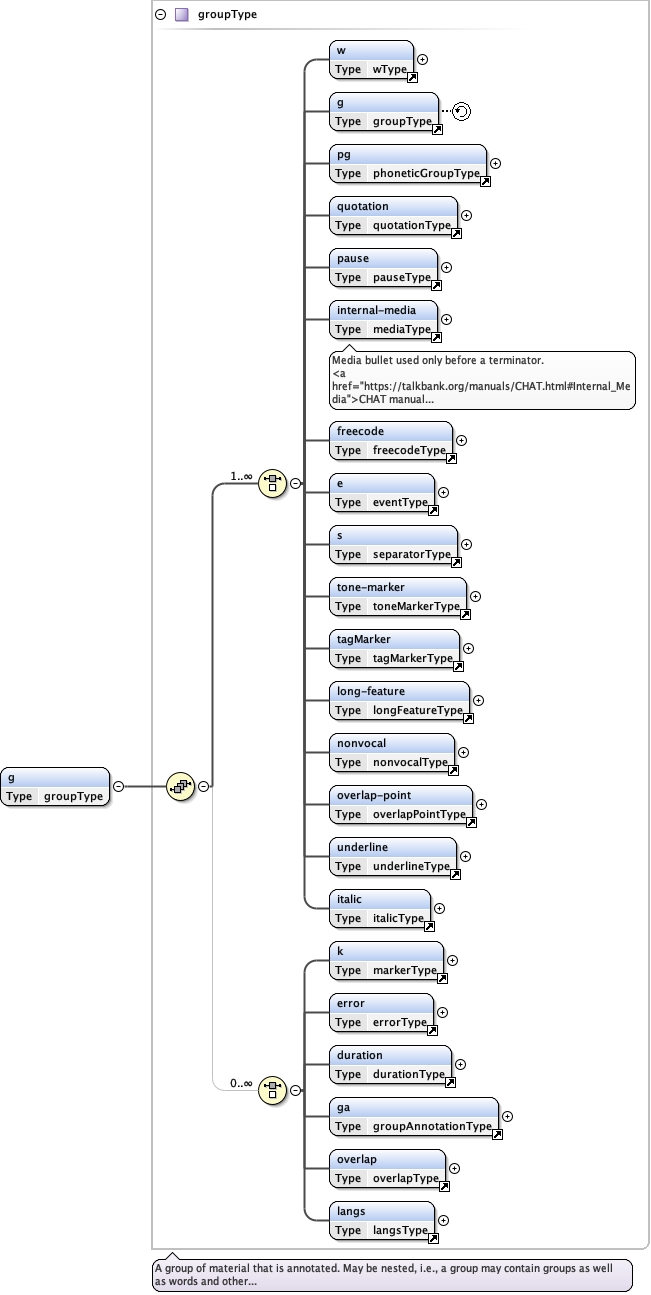 groupType
w
Type wType
g
Type groupType
pg
Type phoneticGroupType
quotation
Type quotationType
pause
Type pauseType
internal-media
Type mediaType
Media bullet used only before a terminator.
<a
href="https://talkbank.org/manuals/CHAT.html#Internal_Me
dia">CHAT manual...
freecode
Type freecodeType
1..∞
e
Type eventType
s
Type separatorType
tone-marker
Type toneMarkerType
tagMarker
Type tagMarkerType
long-feature
Type longFeatureType
nonvocal
Type nonvocalType
g
Type groupType
overlap-point
Type overlapPointType
underline
Type underlineType
italic
Type italicType
k
Type markerType
error
Type errorType
duration
Type durationType
0..∞
ga
Type groupAnnotationType
overlap
Type overlapType
langs
Type langsType
A group of material that is annotated. May be nested, i.e., a group may contain groups as well
as words and other...